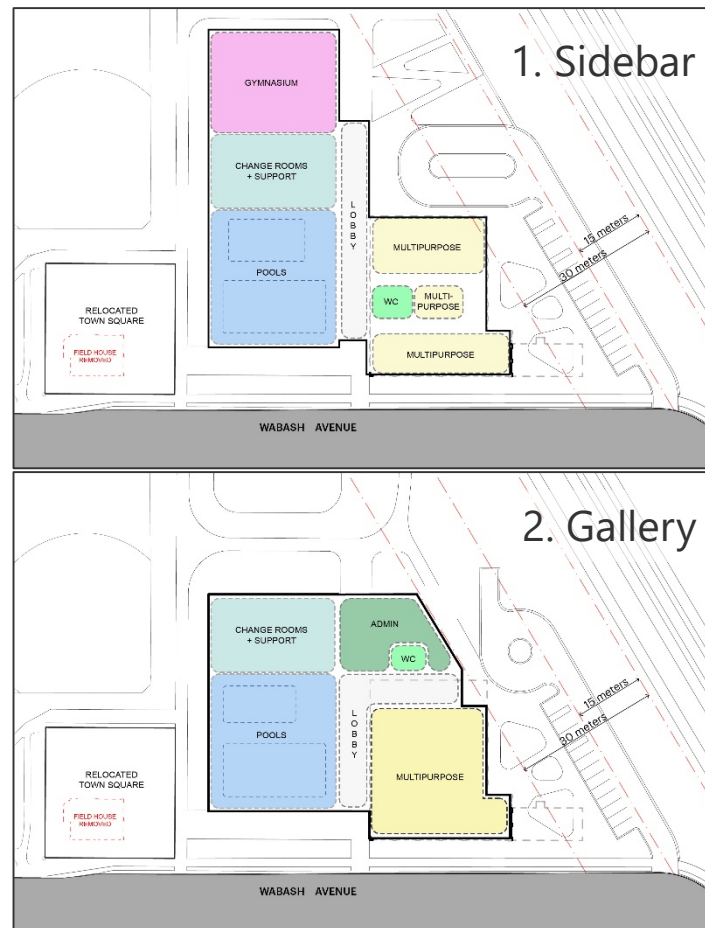 1. Sidebar
GYMNASIUM
CHANGE ROOMS
+ SUPPORT
L
O
B
B
Y
MULTIPURPOSE
15 meters
30 meters
POOLS
WC
MULTI-
PURPOSE
RELOCATED
TOWN SQUARE
FIELD HOUSE
REMOVED
MULTIPURPOSE
WABASH AVENUE
2. Gallery
CHANGE ROOMS
+ SUPPORT
ADMIN
WC
L
O
B
B
Y
15 meters
30 meters
POOLS
MULTIPURPOSE
RELOCATED
TOWN SQUARE
FIELD HOUSE
REMOVED
WABASH AVENUE